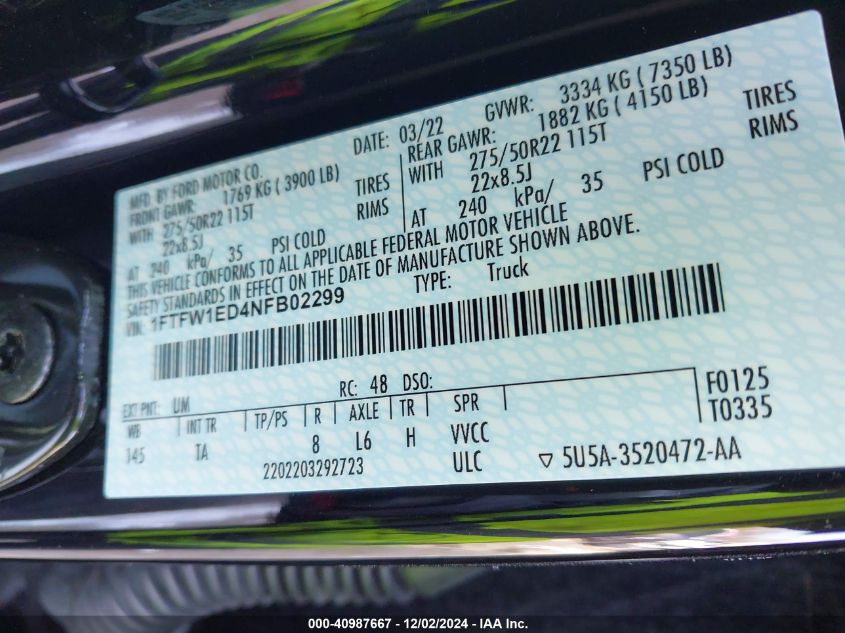 MFD. BY FORD MOTOR CO. DATE: 03/22 GVWR: 3334 KG ( 7350 LB)
FRONT GAWR: 1769 KG ( 3900 LB) REAR GAWR: 1882 KG ( 4150 LB)
WITH 275/50R22 115T TIRES WITH 275/50R22 115T TIRES
22x8.5J RIMS 22x8.5J RIMS
AT 240 kPa/ 35 PSI COLD AT 240 kPa/ 35 PSI COLD
THIS VEHICLE CONFORMS TO ALL APPLICABLE FEDERAL MOTOR VEHICLE
SAFETY STANDARDS IN EFFECT ON THE DATE OF MANUFACTURE SHOWN ABOVE.
VIN: 1FTFW1ED4NFB02299 TYPE: Truck
EXT PNT: UM RC: 48 DSO: F0125
WB INT TR TP/PS R AXLE TR SPR T0335
145 TA 8 L6 H VVCC
2202203292723 ULC ▽ 5U5A-3520472-AA
000-40987667 - 12/02/2024 - IAA Inc.